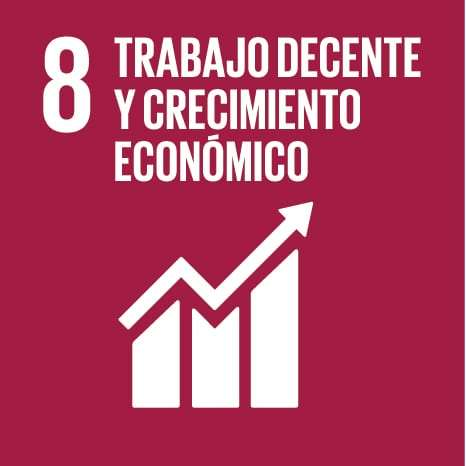 8 TRABAJO DECENTE
Y CRECIMIENTO
ECONÓMICO